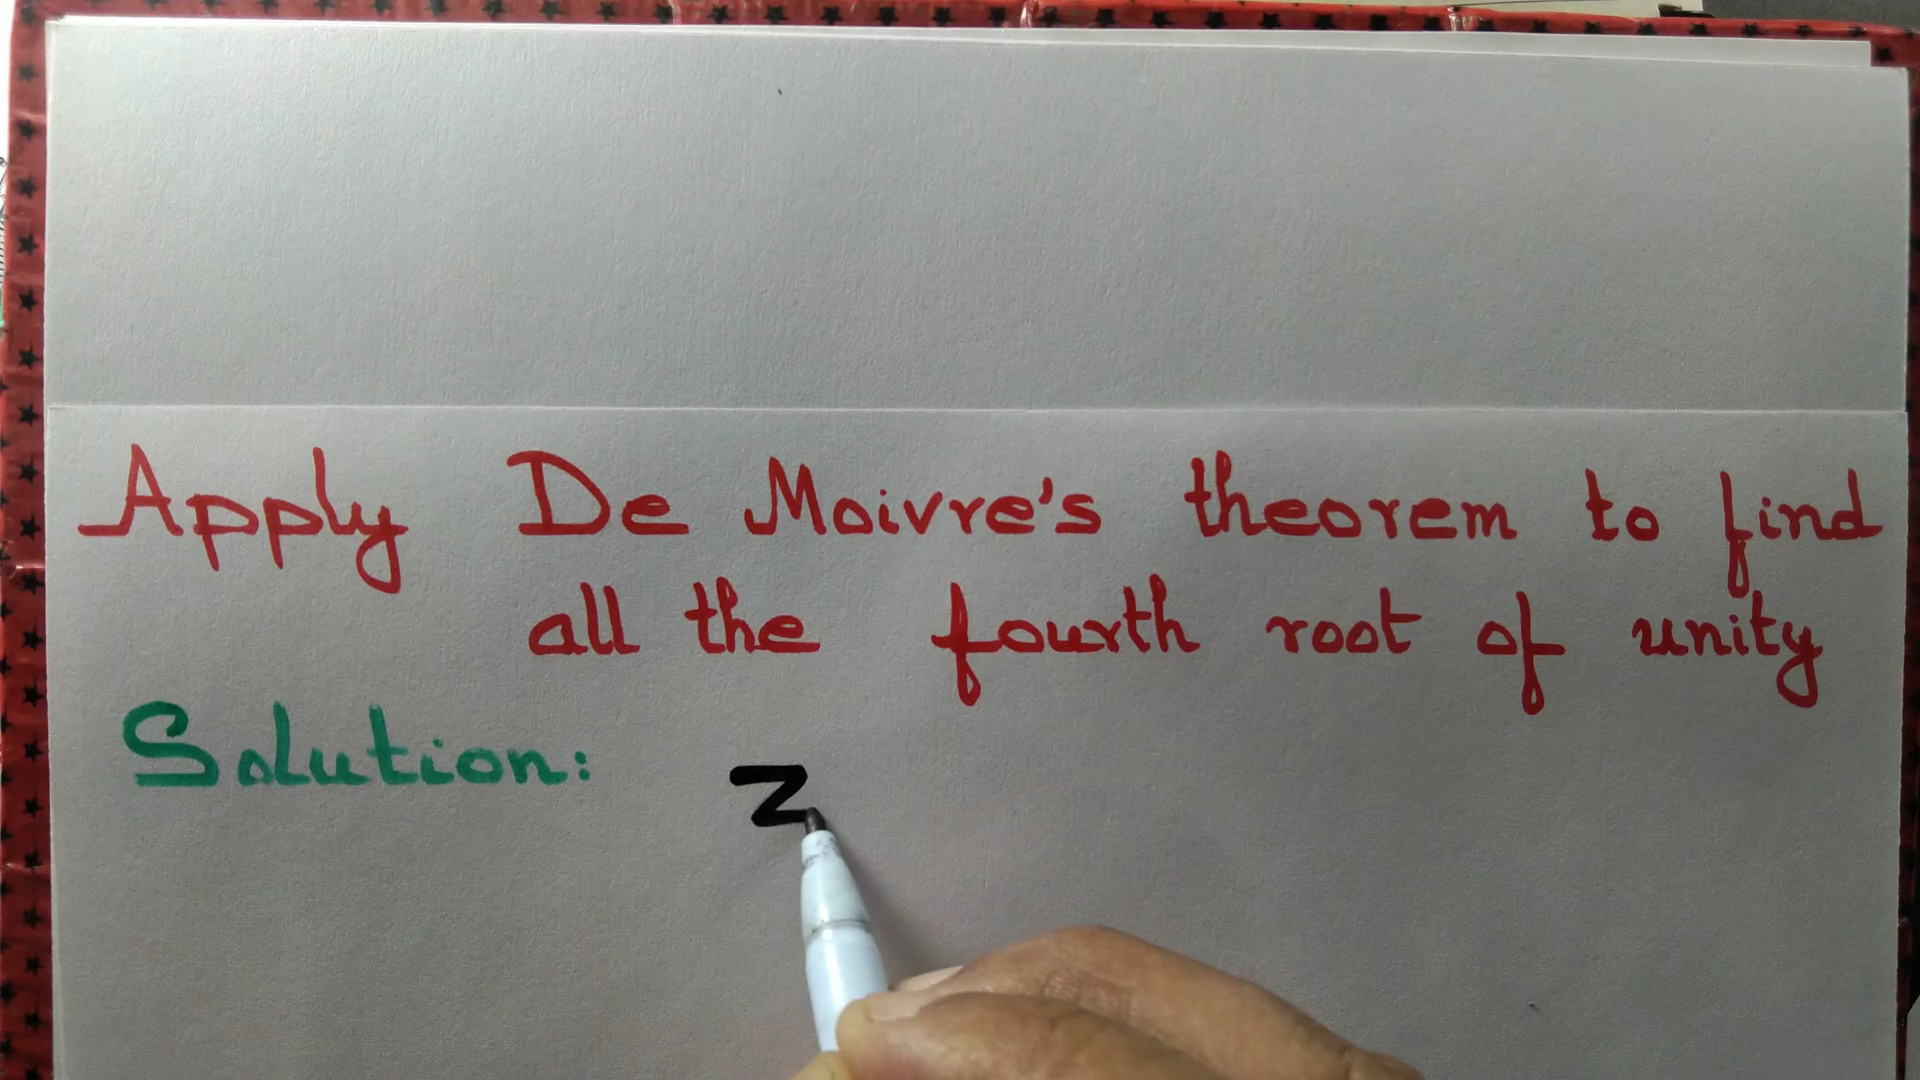 Apply De Moivre's theorem to find
all the fourth root of unity
Solution: z